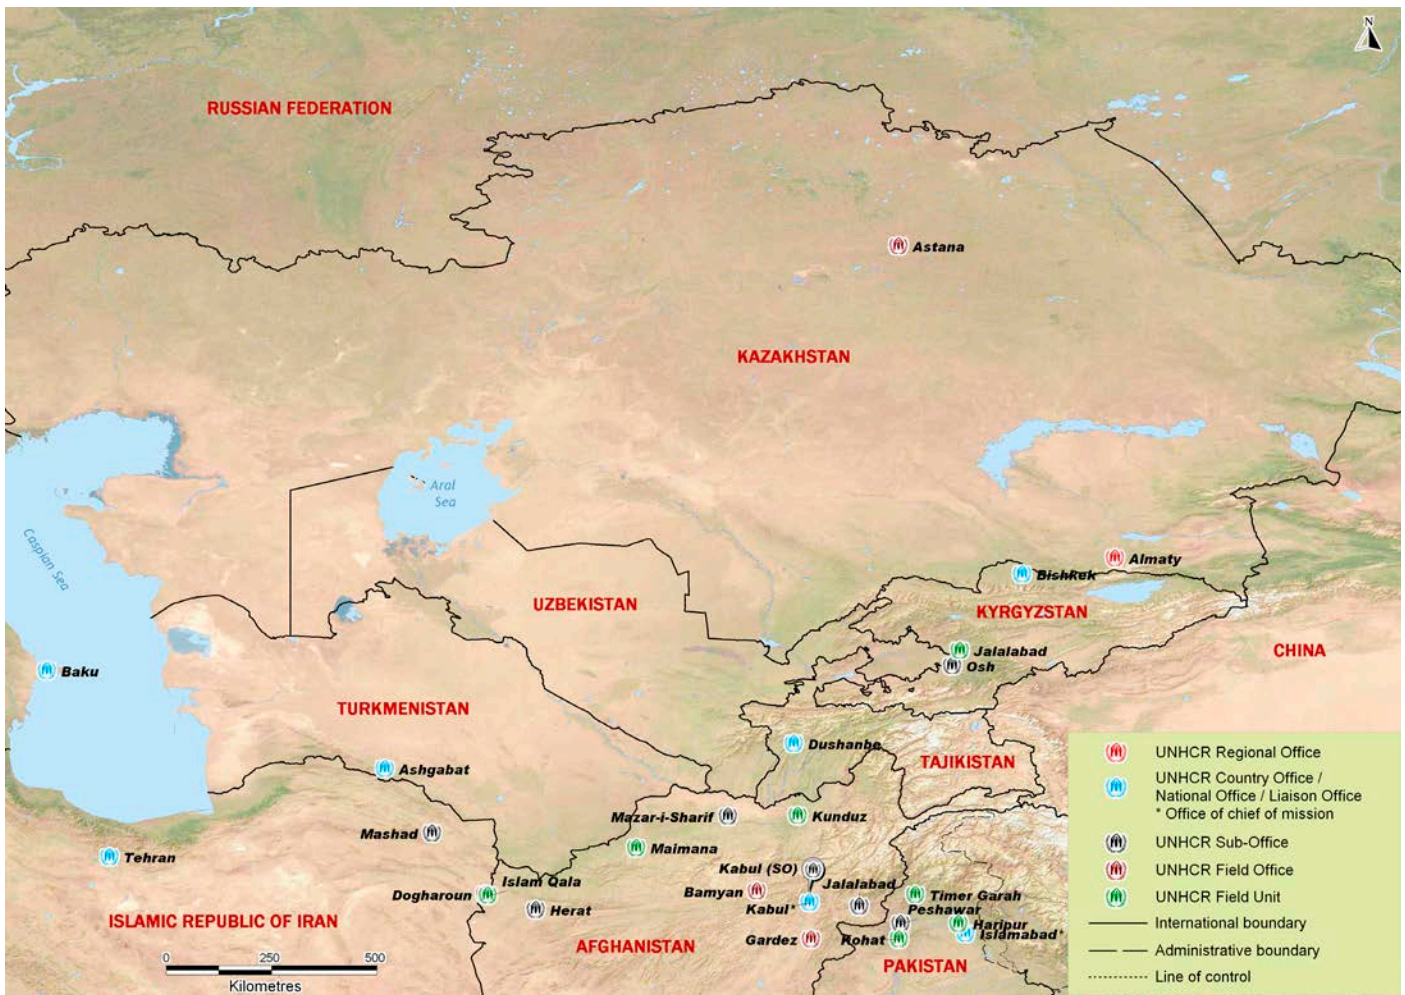 N
RUSSIAN FEDERATION
Astana
KAZAKHSTAN
Aral
Sea
Caspian Sea
Almaty
Bishkek
UZBEKISTAN
KYRGYZSTAN
CHINA
Jalalabad
Osh
Baku
TURKMENISTAN
Dushanbe
TAJIKISTAN
Ashgabat
Mazar-i-Sharif
Kunduz
Mashad
Maimana
Tehran
Kabul (SO)
Islam Qala
Jalalabad
Dogharoun
Bamyan
Timer Garah
Kabul*
Herat
Peshawar
ISLAMIC REPUBLIC OF IRAN
Haripur
Islamabad*
AFGHANISTAN
Gardez
Kohat
PAKISTAN
0 250 500
Kilometres
UNHCR Regional Office
UNHCR Country Office /
National Office / Liaison Office
* Office of chief of mission
UNHCR Sub-Office
UNHCR Field Office
UNHCR Field Unit
International boundary
Administrative boundary
Line of control